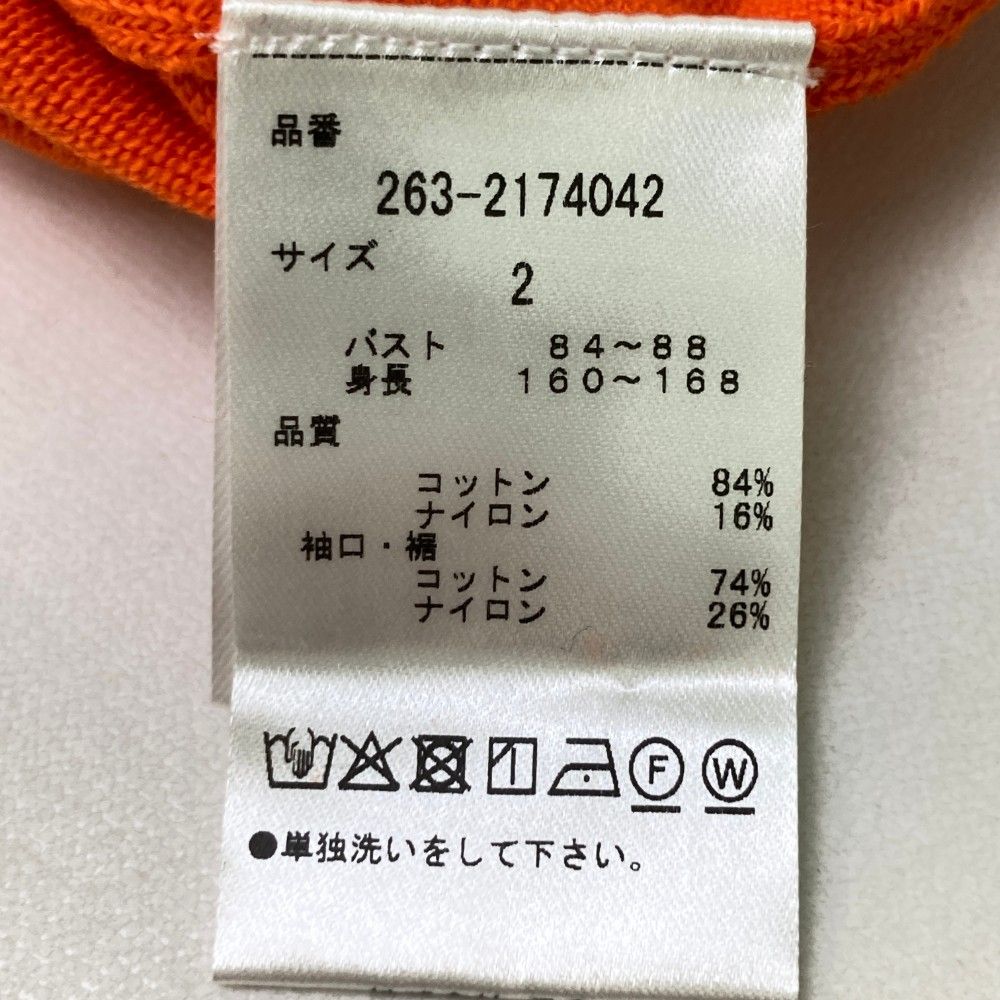 品番
263-2174042
サイズ
2
バスト 84～88
身長 160～168
品質
コットン 84%
ナイロン 16%
袖口・裾
コットン 74%
ナイロン 26%
F W
●単独洗いをして下さい。